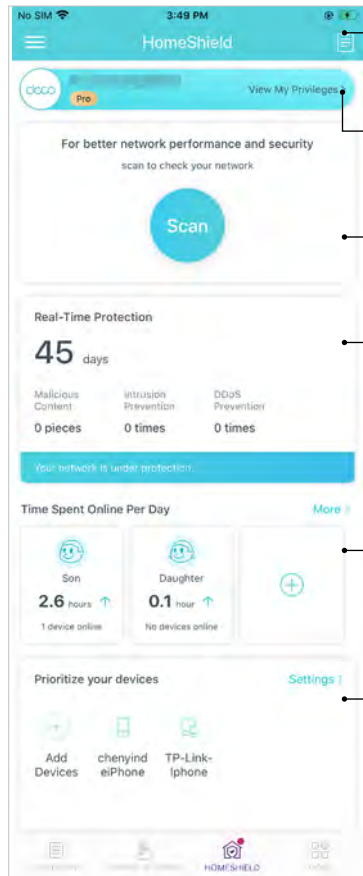 No SIM 3:49 PM
HomeShield
deco
Pro
View My Privileges >
For better network performance and security
scan to check your network
Scan
Real-Time Protection
45 days
Malicious Content
Intrusion Prevention
DDoS Prevention
0 pieces
0 times
0 times
Your network is under protection.
Time Spent Online Per Day
More >
Son
2.6 hours ↑
1 device online
Daughter
0.1 hour ↑
No devices online
Prioritize your devices
Settings
Add Devices
chenyind eiPhone
TP-Link-Iphone
HOMESHIELD